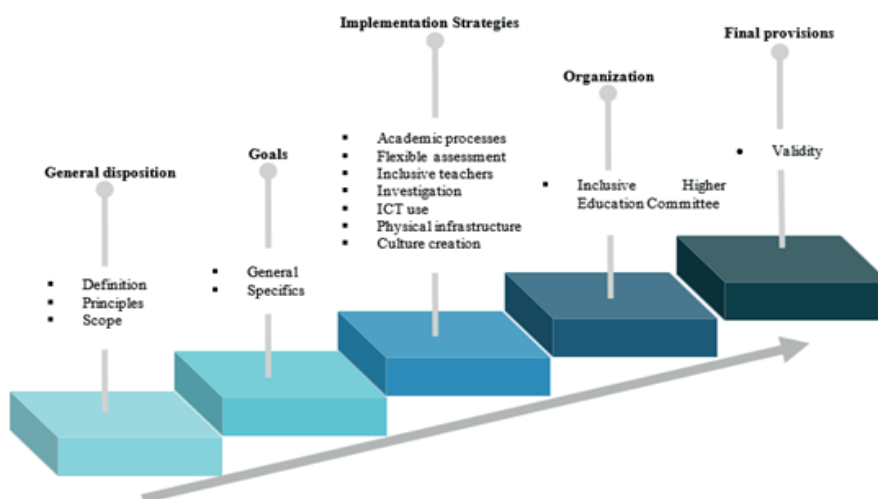 General disposition
▪ Definition
▪ Principles
▪ Scope
Goals
▪ General
▪ Specifics
Implementation Strategies
▪ Academic processes
▪ Flexible assessment
▪ Inclusive teachers
▪ Investigation
▪ ICT use
▪ Physical infrastructure
▪ Culture creation
Organization
▪ Inclusive Higher
Education Committee
Final provisions
• Validity